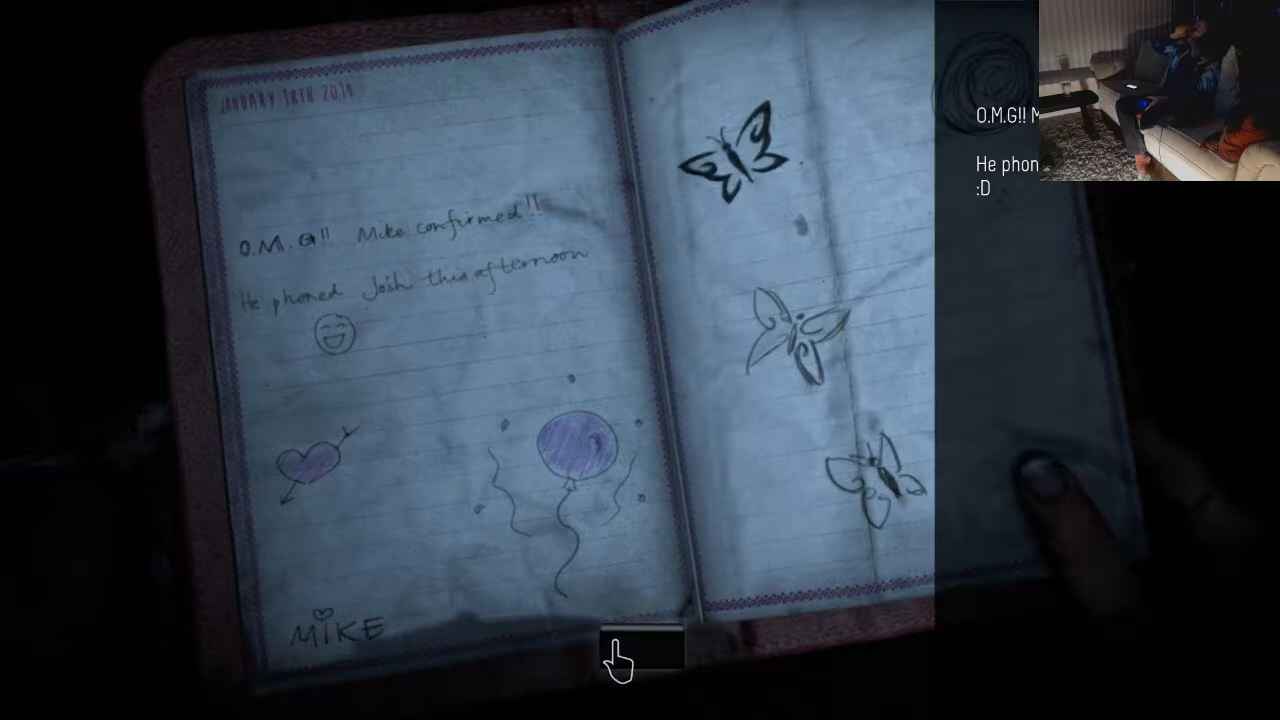 JANUARY 18TH 2014
O.M.G!! Mike confirmed!!
He phoned Josh this afternoon
MIKE
O.M.G!! M
He phon
:D